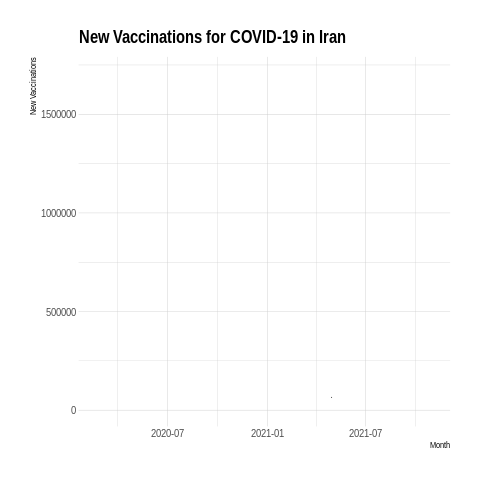 New Vaccinations for COVID-19 in Iran
New Vaccinations
1500000
1000000
500000
0
2020-07 2021-01 2021-07
Month